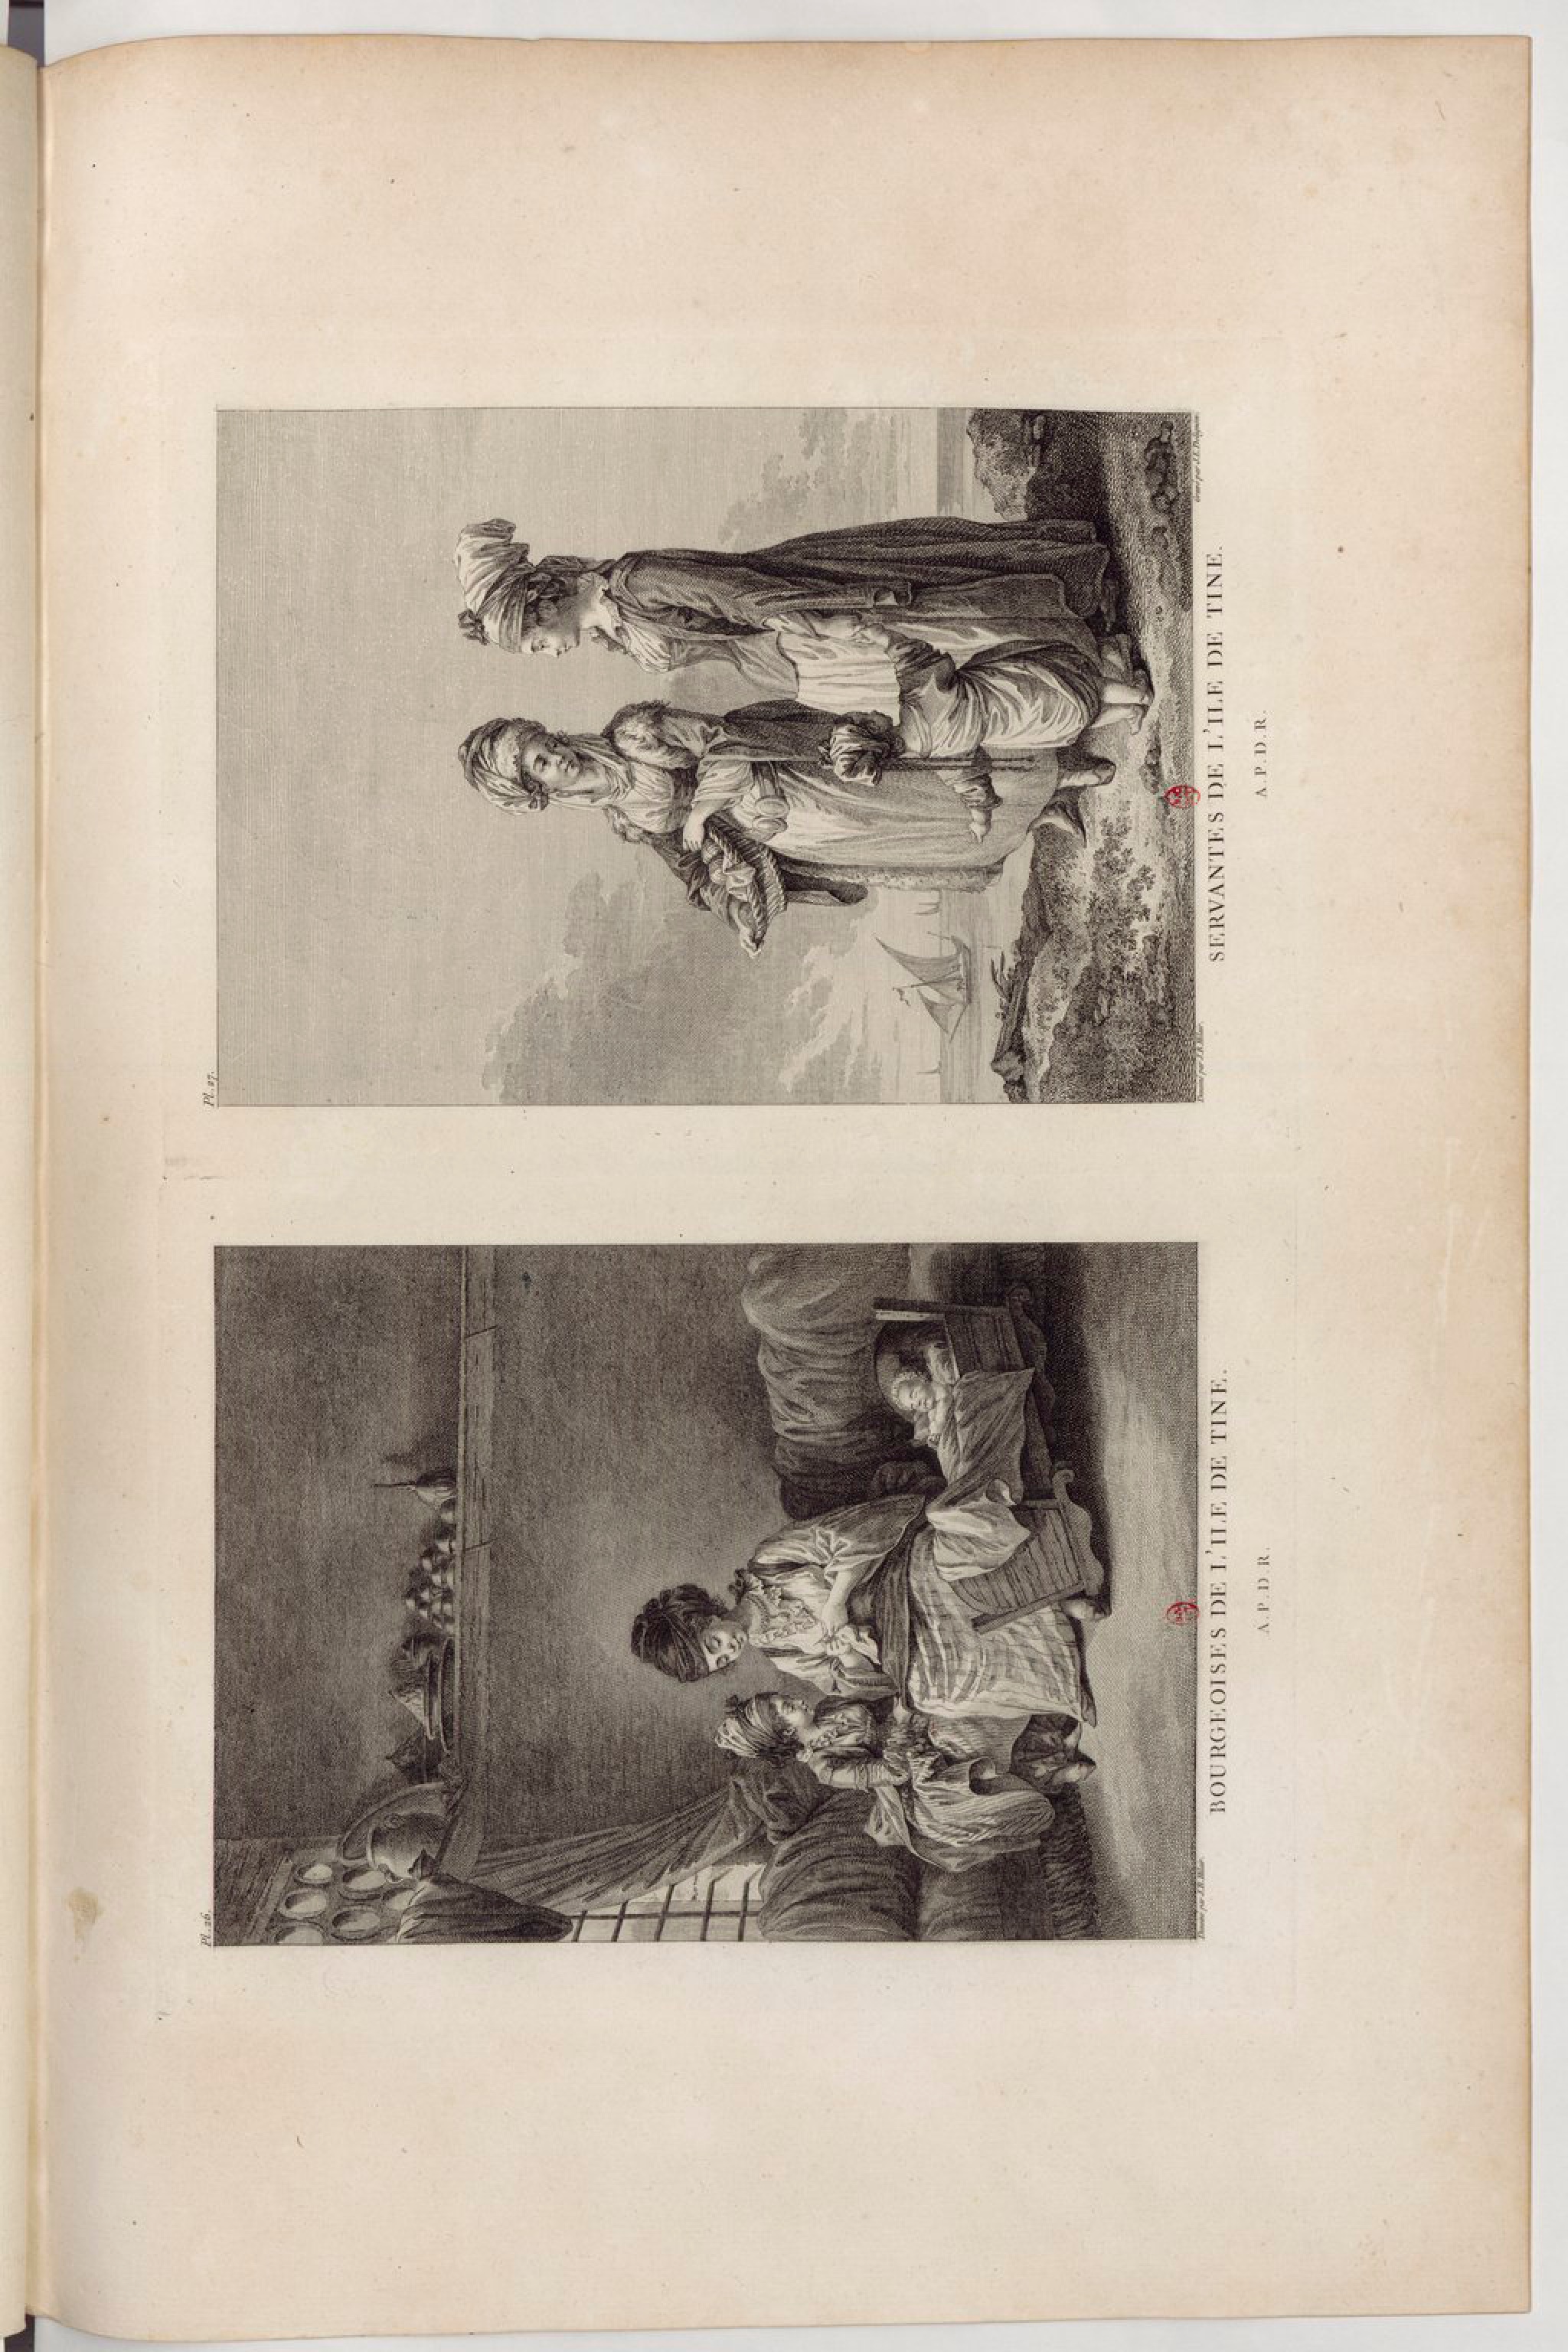 Pl. 26.
Dessiné par J.B. Hilair.
BOURGEOISES DE L'ILE DE TINE.
A. P. D. R.
Pl. 27.
Dessiné par J.B. Hilair.
Gravé par
SERVANTES DE L'ILE DE TINE.
A. P. D. R.